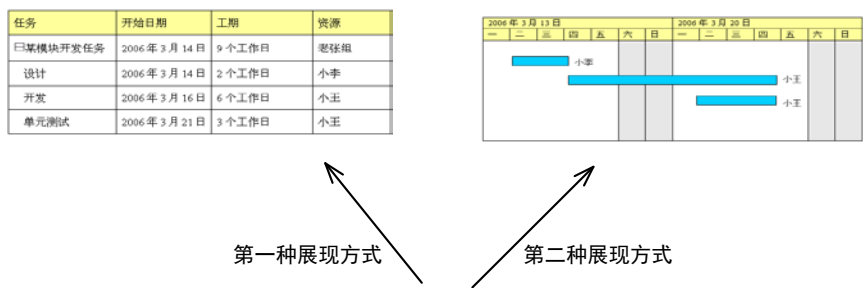 任务 开始日期 工期 资源
某模块开发任务 2006年3月14日 9个工作日 老张组
设计 2006年3月14日 2个工作日 小李
开发 2006年3月16日 6个工作日 小王
单元测试 2006年3月21日 3个工作日 小王
2006年3月13日 2006年3月20日
一 二 三 四 五 六 日 一 二 三 四 五 六 日
小李
小王
小王
第一种展现方式 第二种展现方式